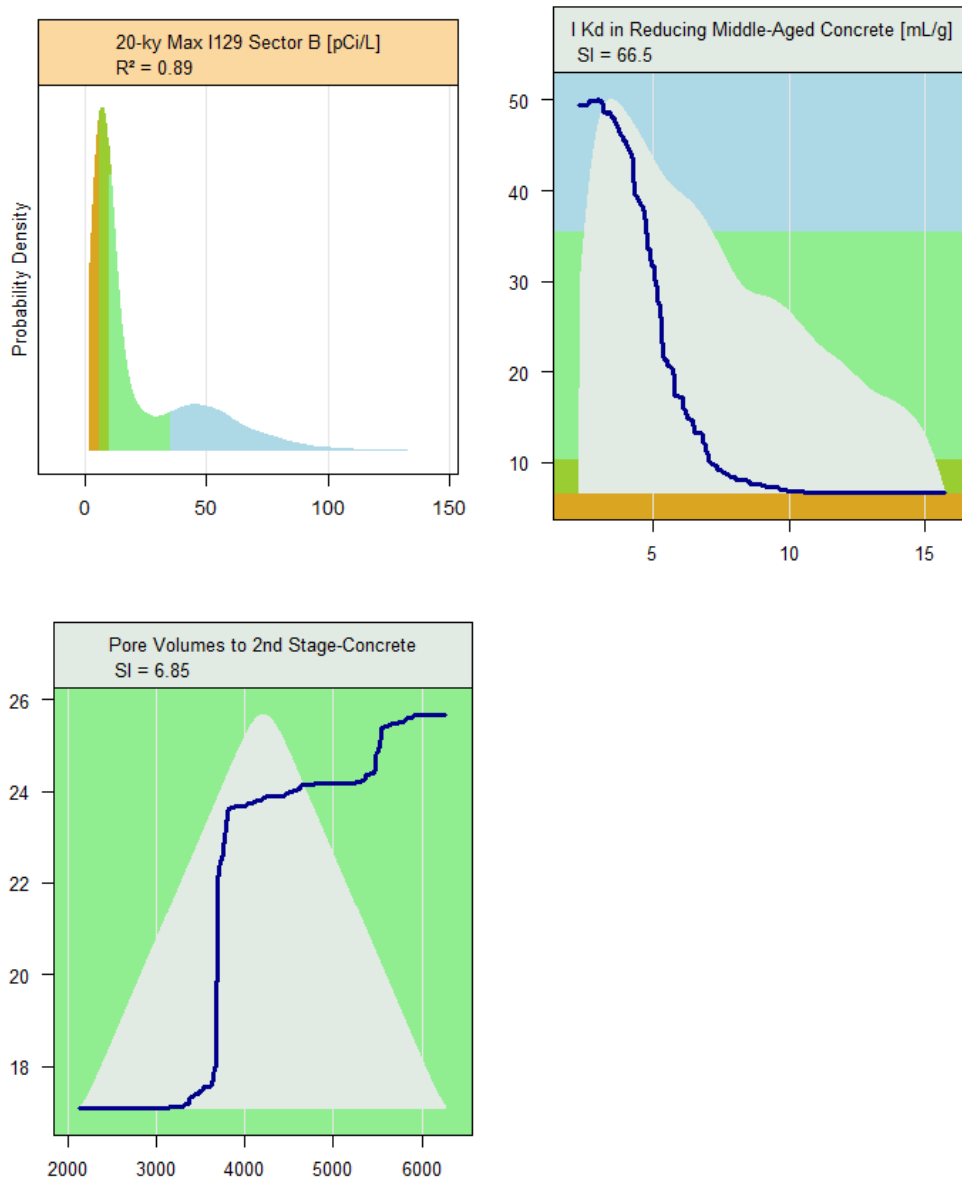 20-ky Max I129 Sector B [pCi/L]
R² = 0.89
Probability Density
0 50 100 150
I Kd in Reducing Middle-Aged Concrete [mL/g]
SI = 66.5
50
40
30
20
10
5 10 15
Pore Volumes to 2nd Stage-Concrete
SI = 6.85
26
24
22
20
18
2000 3000 4000 5000 6000